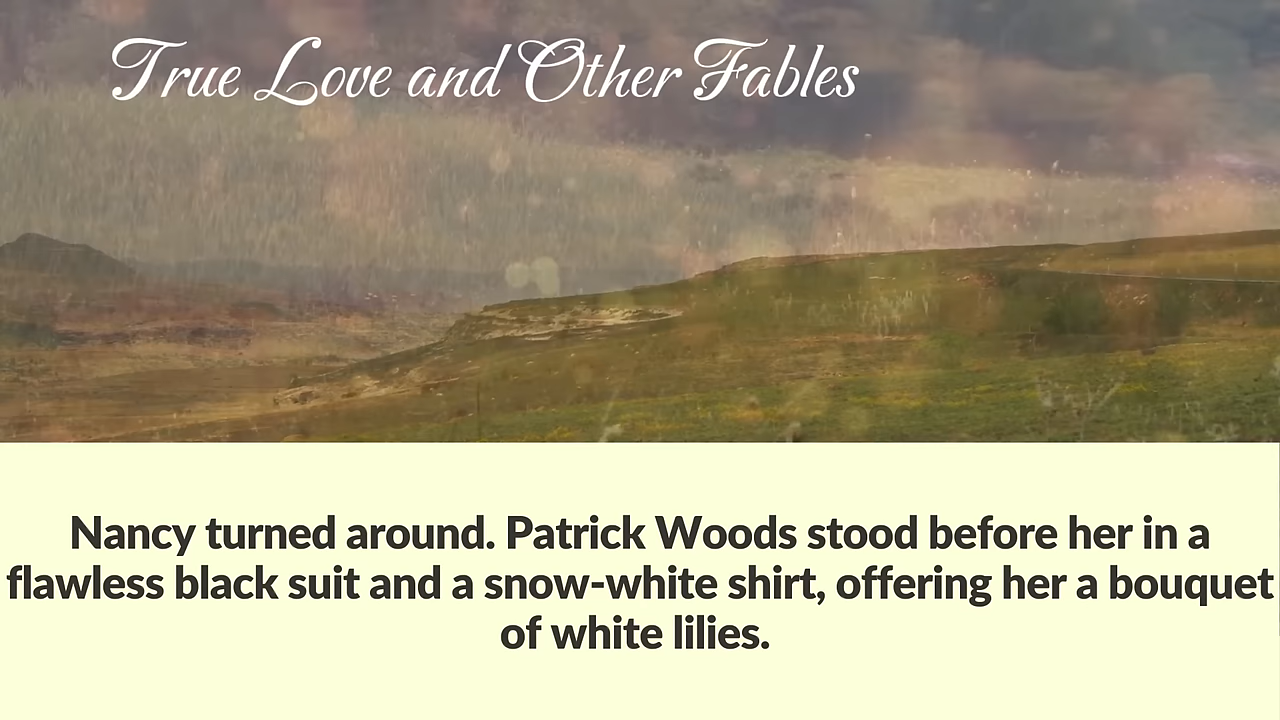 True Love and Other Fables
Nancy turned around. Patrick Woods stood before her in a
flawless black suit and a snow-white shirt, offering her a bouquet
of white lilies.